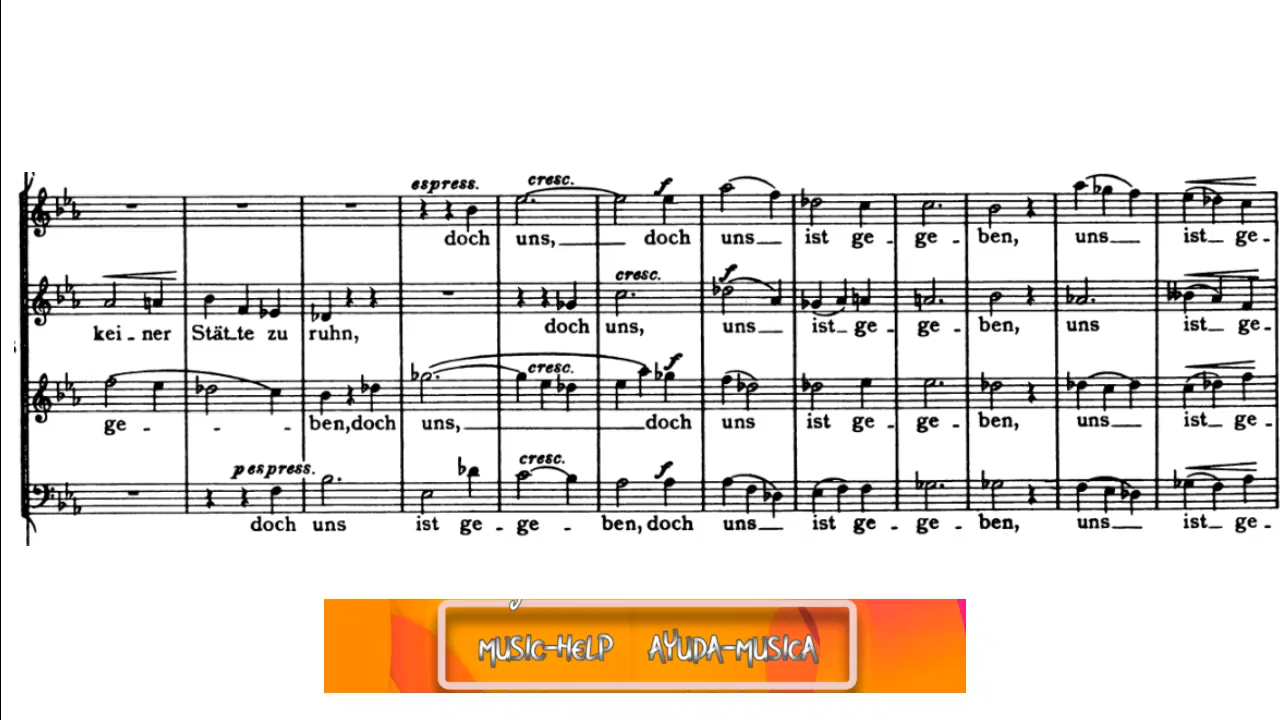 espress. cresc. f
doch uns, doch uns ist ge - ge - ben, uns ist ge -
cresc. f
kei - ner Stät - te zu ruhn, doch uns, uns ist ge - ge - ben, uns ist ge -
cresc. f
ge - - - ben, doch uns, doch uns ist ge - ge - ben, uns ist ge -
p espress. cresc. f
doch uns ist ge - ge - ben, doch uns ist ge - ge - ben, uns ist ge -
MUSIC-HELP AYUDA-MUSICA